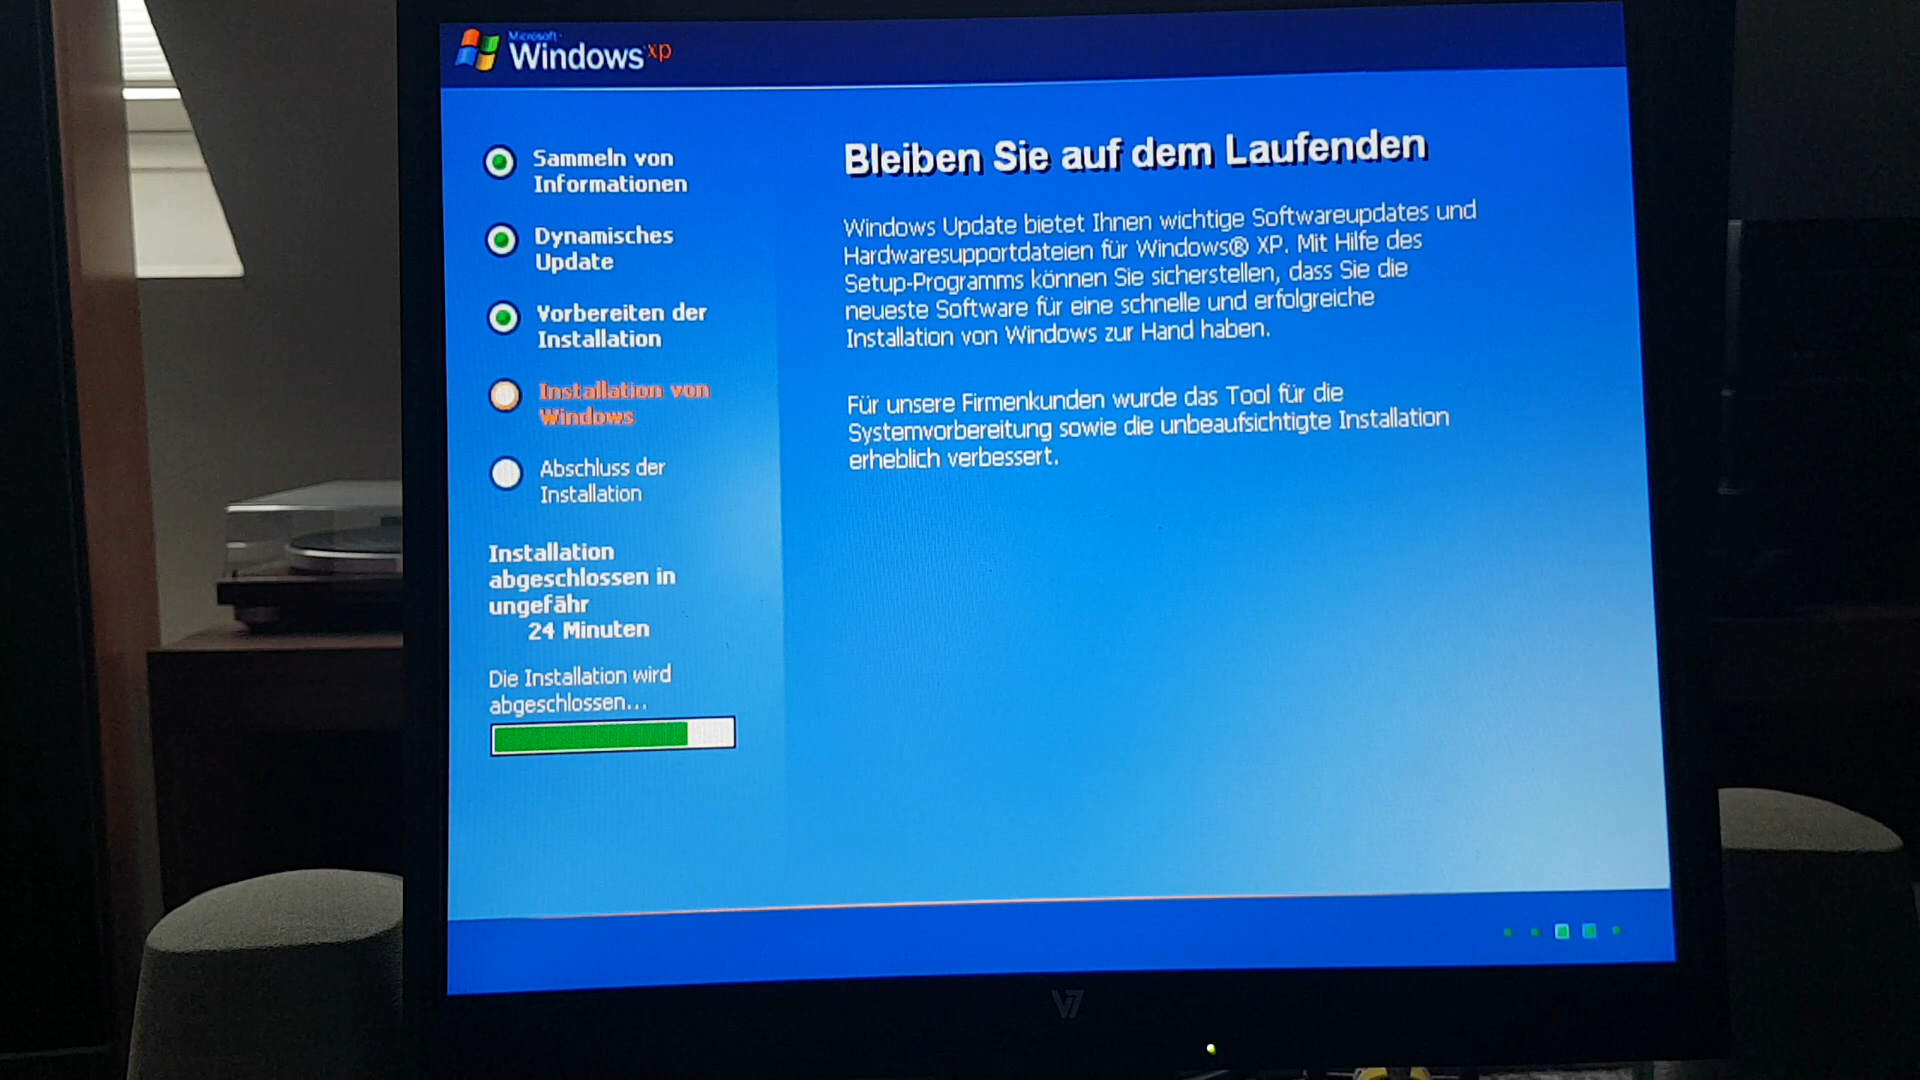 Microsoft
Windows xp
Sammeln von
Informationen
Dynamisches
Update
Vorbereiten der
Installation
Installation von
Windows
Abschluss der
Installation
Installation
abgeschlossen in
ungefähr
24 Minuten
Die Installation wird
abgeschlossen...
Bleiben Sie auf dem Laufenden
Windows Update bietet Ihnen wichtige Softwareupdates und
Hardwaresupportdateien für Windows® XP. Mit Hilfe des
Setup-Programms können Sie sicherstellen, dass Sie die
neueste Software für eine schnelle und erfolgreiche
Installation von Windows zur Hand haben.
Für unsere Firmenkunden wurde das Tool für die
Systemvorbereitung sowie die unbeaufsichtigte Installation
erheblich verbessert.
V7